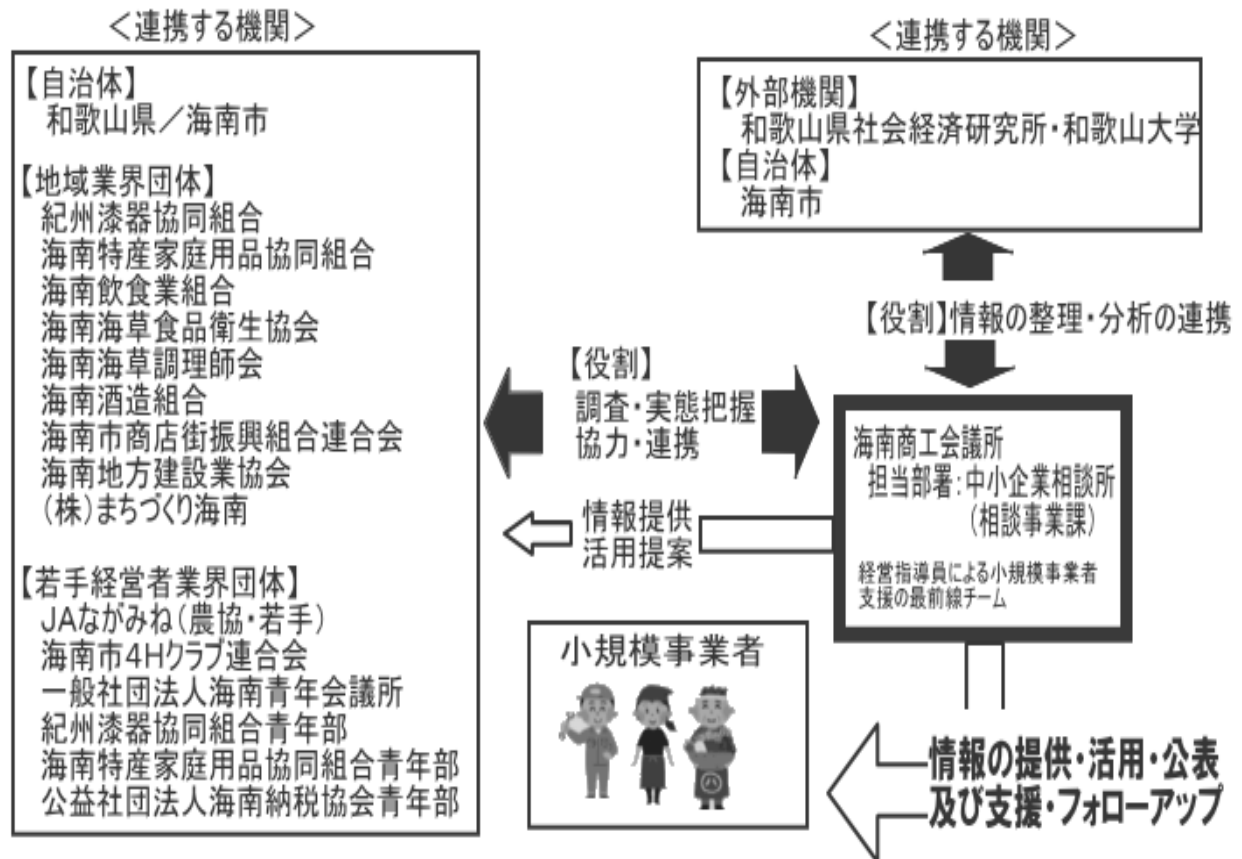 ＜連携する機関＞
【自治体】
和歌山県／海南市
【地域業界団体】
紀州漆器協同組合
海南特産家庭用品協同組合
海南飲食業組合
海南海草食品衛生協会
海南海草調理師会
海南酒造組合
海南市商店街振興組合連合会
海南地方建設業協会
（株）まちづくり海南
【若手経営者業界団体】
JAながみね（農協・若手）
海南市4Hクラブ連合会
一般社団法人海南青年会議所
紀州漆器協同組合青年部
海南特産家庭用品協同組合青年部
公益社団法人海南納税協会青年部
＜連携する機関＞
【外部機関】
和歌山県社会経済研究所・和歌山大学
【自治体】
海南市
【役割】情報の整理・分析の連携
【役割】
調査・実態把握
協力・連携
情報提供
活用提案
海南商工会議所
担当部署：中小企業相談所
（相談事業課）
経営指導員による小規模事業者
支援の最前線チーム
小規模事業者
情報の提供・活用・公表
及び支援・フォローアップ